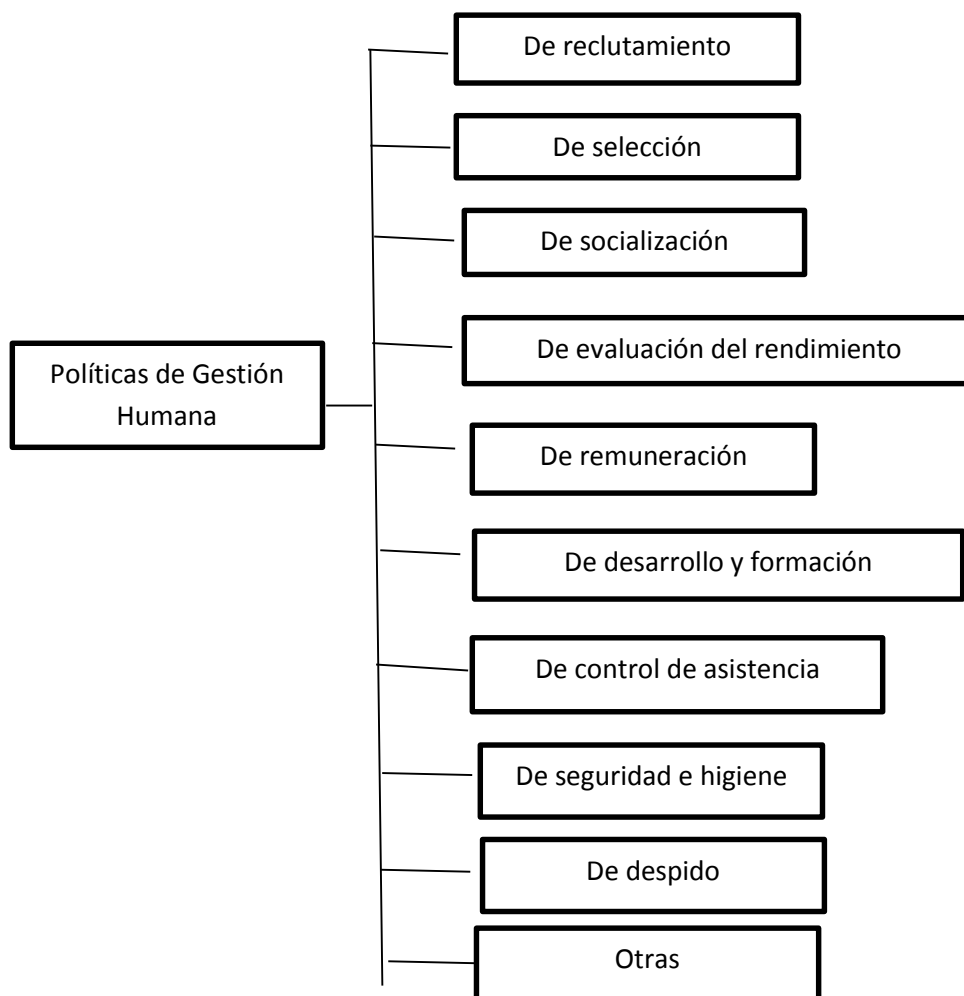 De reclutamiento
De selección
De socialización
De evaluación del rendimiento
Políticas de Gestión
Humana
De remuneración
De desarrollo y formación
De control de asistencia
De seguridad e higiene
De despido
Otras